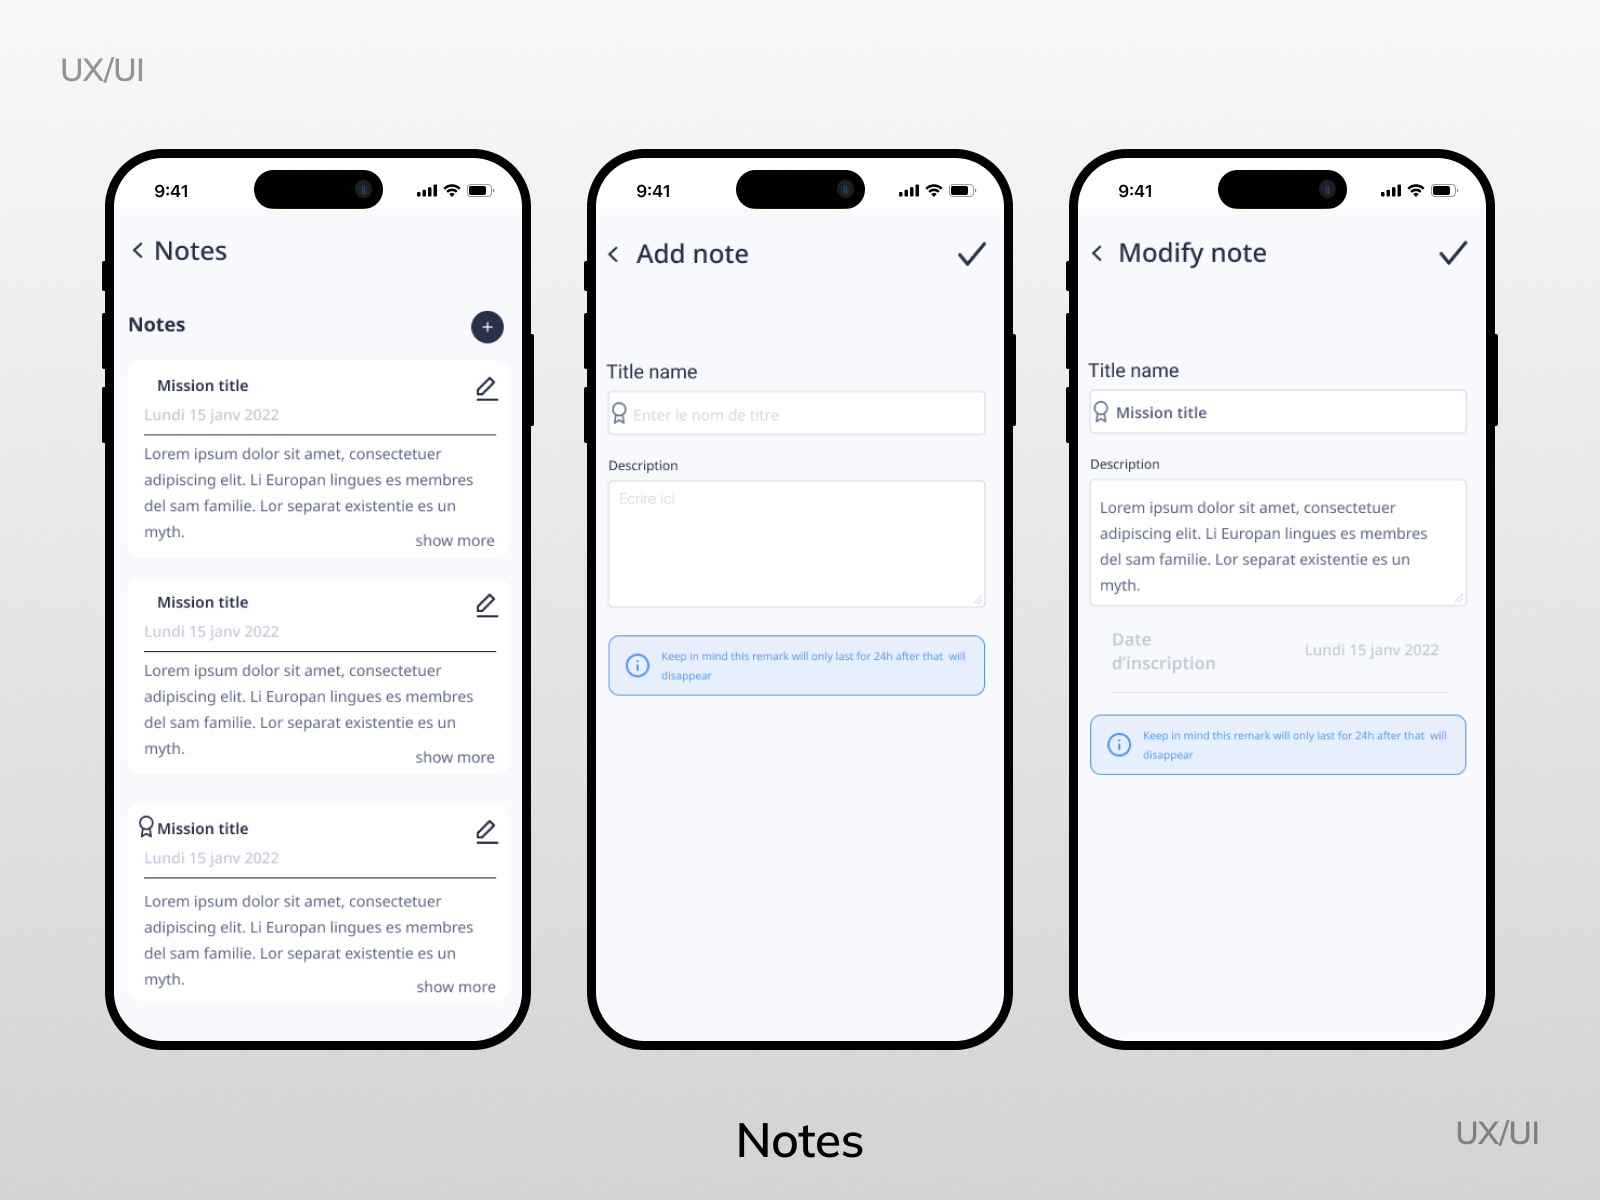 UX/UI
9:41
Notes
Notes
+
Mission title
Lundi 15 janv 2022
Lorem ipsum dolor sit amet, consectetuer
adipiscing elit. Li Europan lingues es membres
del sam familie. Lor separat existentie es un
myth.
show more
Mission title
Lundi 15 janv 2022
Lorem ipsum dolor sit amet, consectetuer
adipiscing elit. Li Europan lingues es membres
del sam familie. Lor separat existentie es un
myth.
show more
Mission title
Lundi 15 janv 2022
Lorem ipsum dolor sit amet, consectetuer
adipiscing elit. Li Europan lingues es membres
del sam familie. Lor separat existentie es un
myth.
show more
9:41
Add note
Title name
Enter le nom de titre
Description
Ecrire ici
Keep in mind this remark will only last for 24h after that will
disappear
9:41
Modify note
Title name
Mission title
Description
Lorem ipsum dolor sit amet, consectetuer
adipiscing elit. Li Europan lingues es membres
del sam familie. Lor separat existentie es un
myth.
Date
d'inscription
Lundi 15 janv 2022
Keep in mind this remark will only last for 24h after that will
disappear
Notes
UX/UI